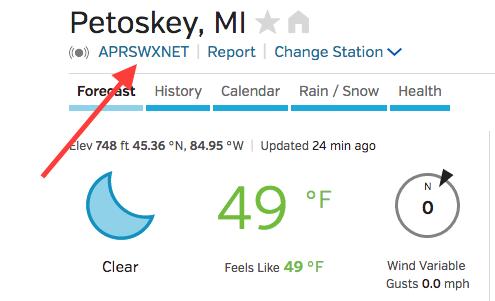 Petoskey, MI
APRSWXNET | Report | Change Station
Forecast History Calendar Rain / Snow Health
Elev 748 ft 45.36 °N, 84.95 °W | Updated 24 min ago
N
49 °F
0
Clear
Feels Like 49 °F
Wind Variable
Gusts 0.0 mph